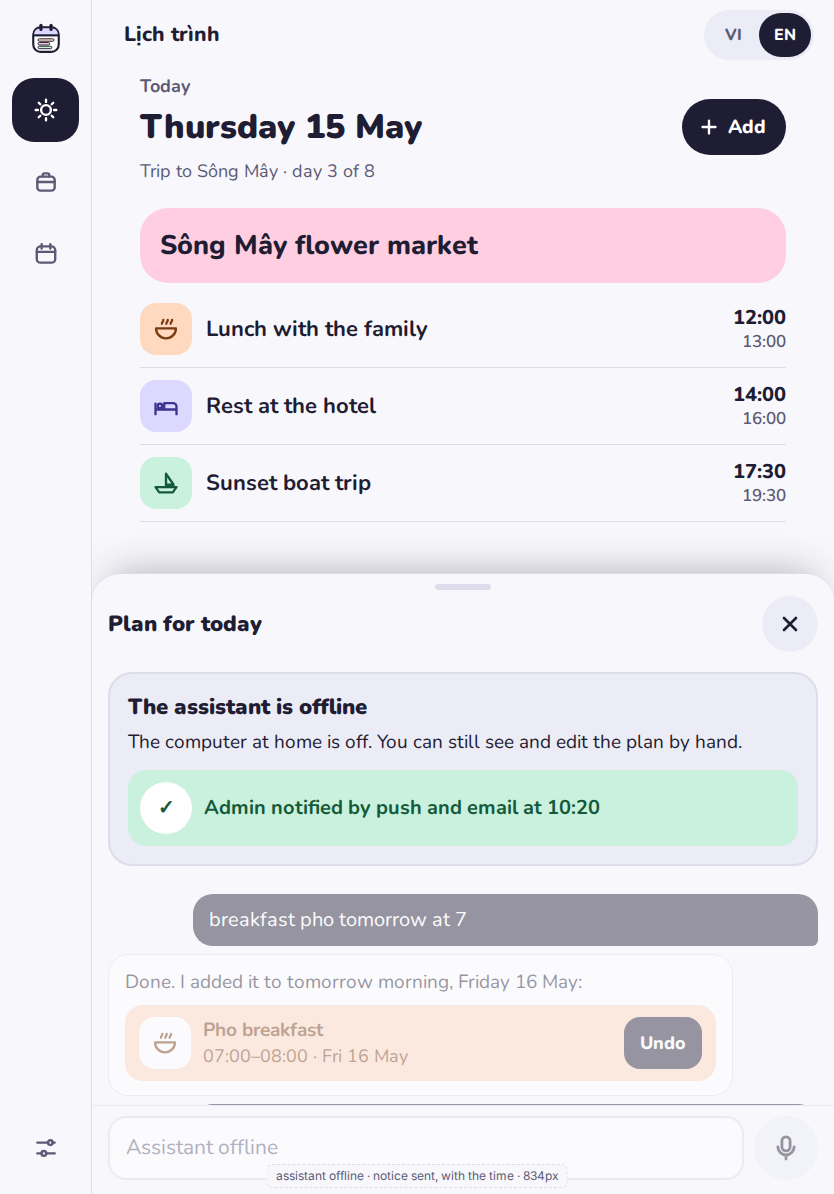 Lịch trình
VI
EN
Today
Thursday 15 May
+ Add
Trip to Sông Mây · day 3 of 8
Sông Mây flower market
Lunch with the family
12:00
13:00
Rest at the hotel
14:00
16:00
Sunset boat trip
17:30
19:30
Plan for today
The assistant is offline
The computer at home is off. You can still see and edit the plan by hand.
✓ Admin notified by push and email at 10:20
breakfast pho tomorrow at 7
Done. I added it to tomorrow morning, Friday 16 May:
Pho breakfast
07:00–08:00 · Fri 16 May
Undo
Assistant offline
assistant offline · notice sent, with the time · 834px